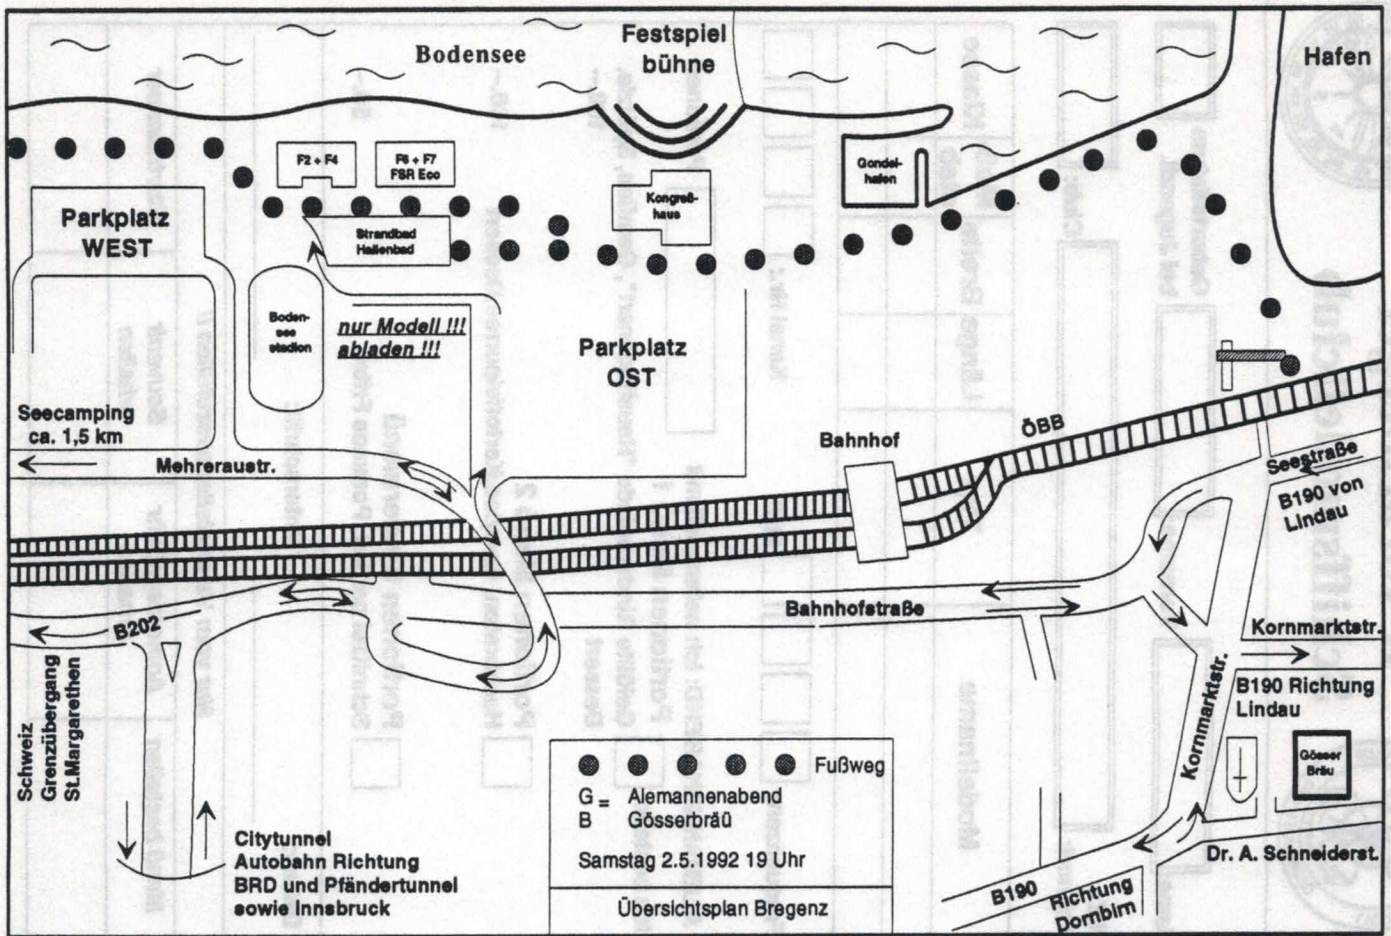 Bodensee
Festspiel
bühne
Hafen
F2 + F4
F6 + F7
FSR Eco
Gondel-
hafen
Kongreß-
haus
Parkplatz
WEST
Strandbad
Hallenbad
Boden-
see
stadion
nur Modell !!!
abladen !!!
Parkplatz
OST
Seecamping
ca. 1,5 km
Mehreraustr.
Bahnhof
ÖBB
Seestraße
B190 von
Lindau
Bahnhofstraße
B202
Kornmarktstr.
Kornmarktstr.
B190 Richtung
Lindau
Schweiz
Grenzübergang
St.Margarethen
Gösser
Bräu
Citytunnel
Autobahn Richtung
BRD und Pfändertunnel
sowie Innsbruck
Fußweg
G = Alemannenabend
B Gösserbräu
Samstag 2.5.1992 19 Uhr
Übersichtsplan Bregenz
Dr. A. Schneiderst.
B190
Richtung
Dornbirn